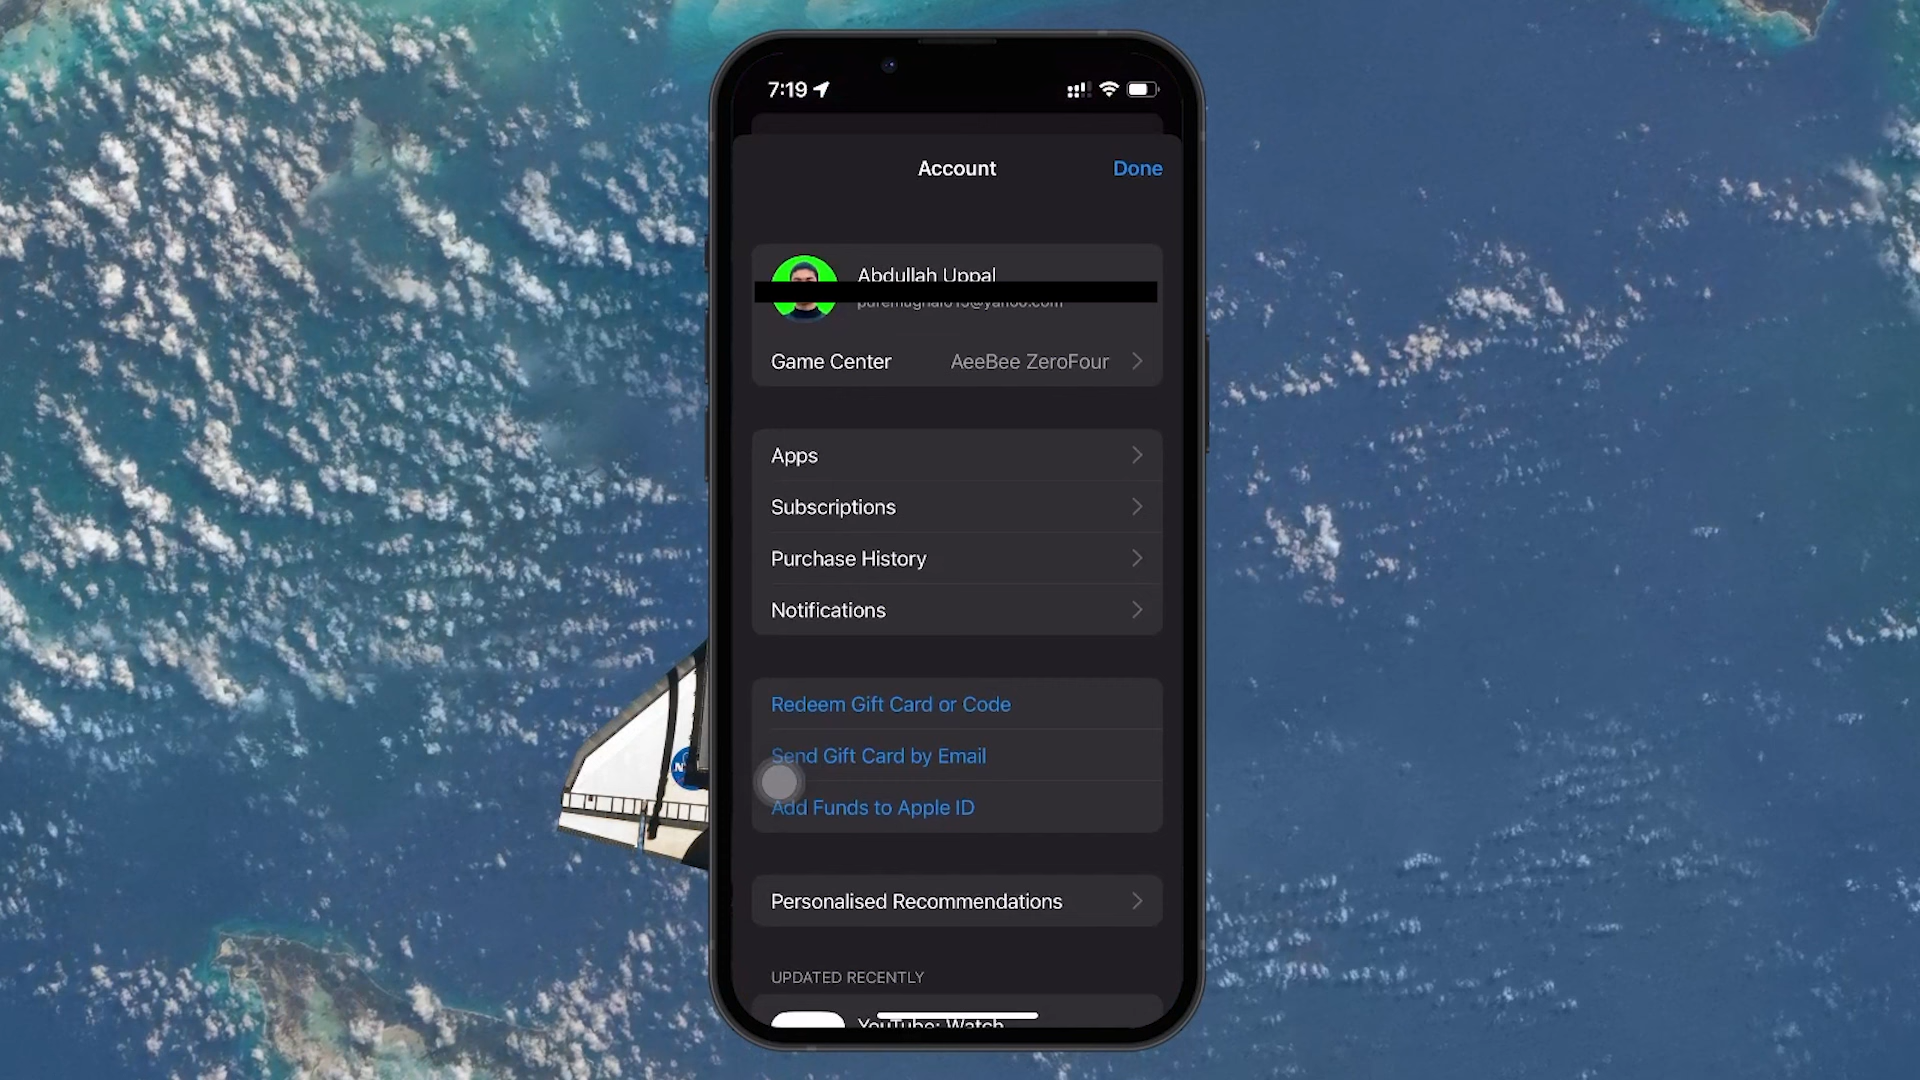 7:19
Account
Done
Abdullah Uppal
Game Center
AeeBee ZeroFour
Apps
Subscriptions
Purchase History
Notifications
Redeem Gift Card or Code
Send Gift Card by Email
Add Funds to Apple ID
Personalised Recommendations
UPDATED RECENTLY
YouTube: Watch